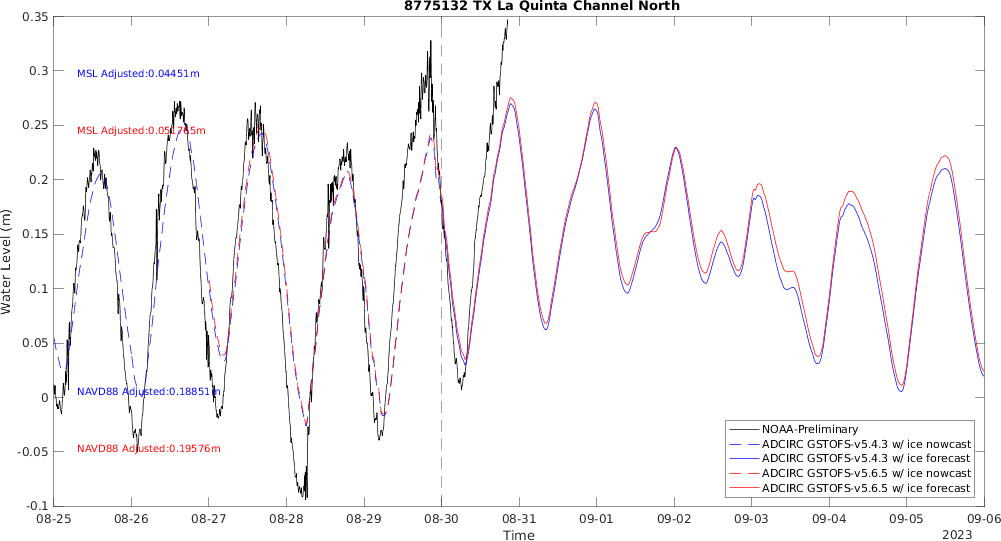 8775132 TX La Quinta Channel North
0.35
0.3
0.25
0.2
0.15
0.1
0.05
0
-0.05
-0.1
Water Level (m)
MSL Adjusted:0.04451m
MSL Adjusted:0.051765m
NAVD88 Adjusted:0.18851m
NAVD88 Adjusted:0.19576m
NOAA-Preliminary
ADCIRC GSTOFS-v5.4.3 w/ ice nowcast
ADCIRC GSTOFS-v5.4.3 w/ ice forecast
ADCIRC GSTOFS-v5.6.5 w/ ice nowcast
ADCIRC GSTOFS-v5.6.5 w/ ice forecast
08-25 08-26 08-27 08-28 08-29 08-30 08-31 09-01 09-02 09-03 09-04 09-05 09-06
Time
2023